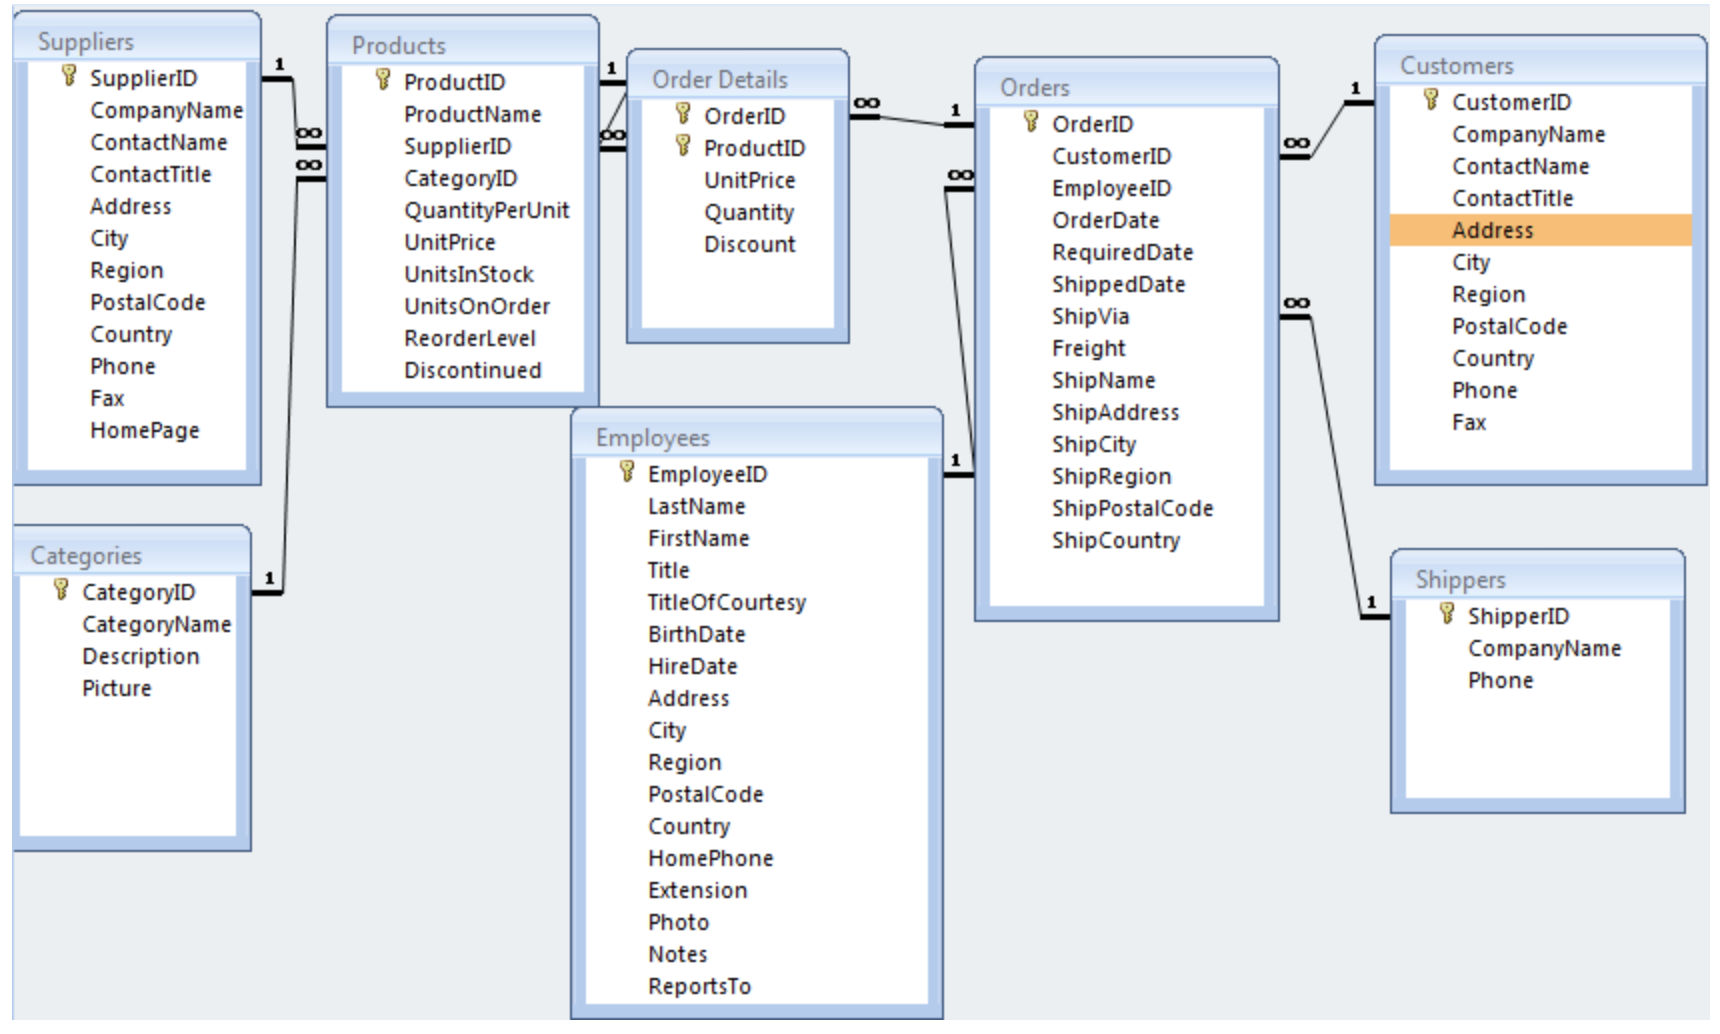 Suppliers
SupplierID
CompanyName
ContactName
ContactTitle
Address
City
Region
PostalCode
Country
Phone
Fax
HomePage
1
∞
∞
Products
ProductID
ProductName
SupplierID
CategoryID
QuantityPerUnit
UnitPrice
UnitsInStock
UnitsOnOrder
ReorderLevel
Discontinued
1
∞
Order Details
OrderID
ProductID
UnitPrice
Quantity
Discount
∞
1
∞
Orders
OrderID
CustomerID
EmployeeID
OrderDate
RequiredDate
ShippedDate
ShipVia
Freight
ShipName
ShipAddress
ShipCity
ShipRegion
ShipPostalCode
ShipCountry
∞
1
∞
Customers
CustomerID
CompanyName
ContactName
ContactTitle
Address
City
Region
PostalCode
Country
Phone
Fax
Categories
CategoryID
CategoryName
Description
Picture
1
Employees
EmployeeID
LastName
FirstName
Title
TitleOfCourtesy
BirthDate
HireDate
Address
City
Region
PostalCode
Country
HomePhone
Extension
Photo
Notes
ReportsTo
1
1
Shippers
ShipperID
CompanyName
Phone